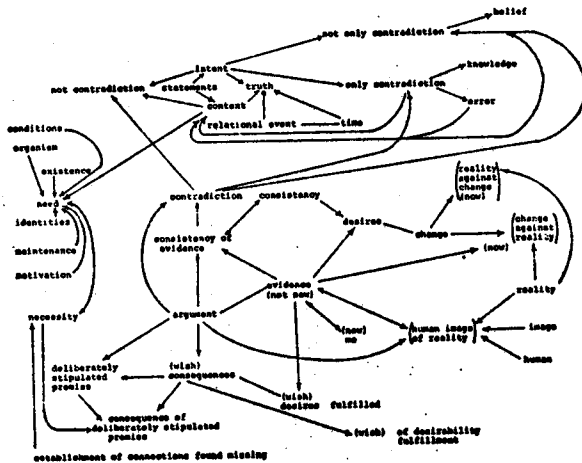 belief
not only contradiction
intent
knowledge
not contradiction
statements
truth
only contradiction
context
error
conditions
relational event
time
organism
existence
need
identities
maintenance
motivation
necessity
contradiction
consistancy
(reality
against
change
(now)
desires
change
(change
against
reality)
consistency of
evidence
(now)
evidence
(not now)
reality
argument
(now)
me
(human image
of reality)
image
human
deliberately
stipulated
premise
(wish)
consequences
(wish)
desires fulfilled
consequence of
deliberately stipulated
premise
(wish) of desirability
fulfillment
establishment of connections found missing